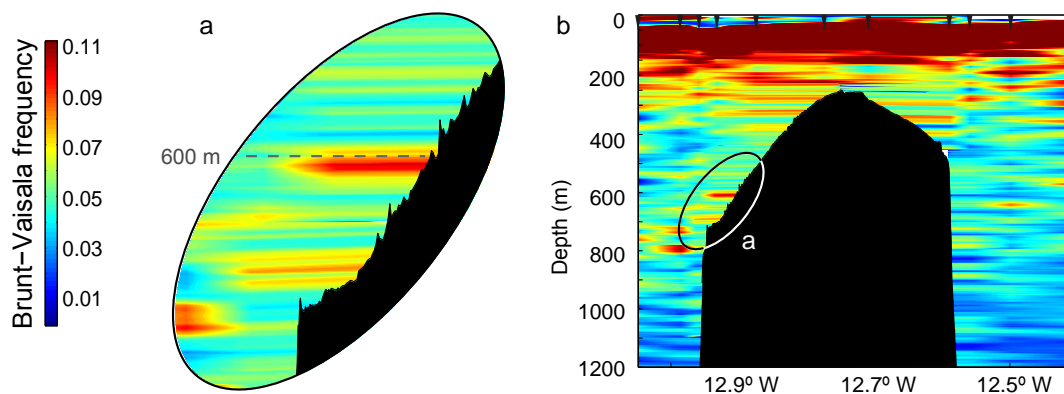 Brunt-Vaisala frequency
0.11
0.09
0.07
0.05
0.03
0.01
a
600 m
b
Depth (m)
0
200
400
600
800
1000
1200
a
12.9º W
12.7º W
12.5º W